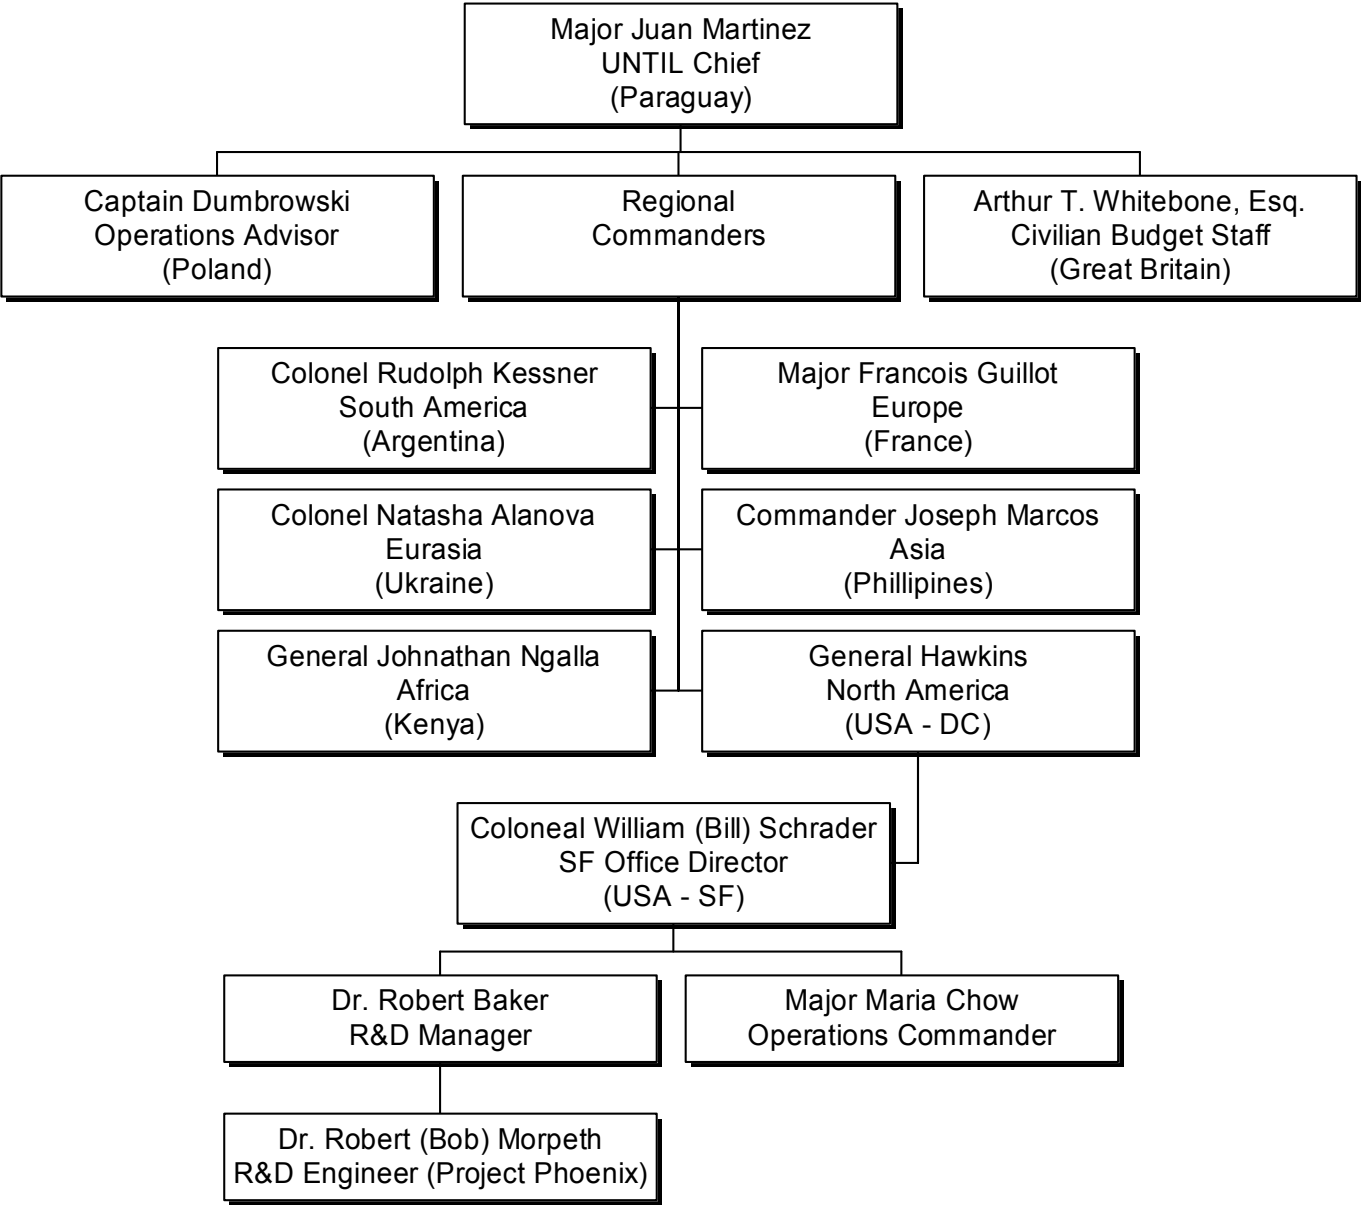 Major Juan Martinez
UNTIL Chief
(Paraguay)
Captain Dumbrowski
Operations Advisor
(Poland)
Regional
Commanders
Arthur T. Whitebone, Esq.
Civilian Budget Staff
(Great Britain)
Colonel Rudolph Kessner
South America
(Argentina)
Major Francois Guillot
Europe
(France)
Colonel Natasha Alanova
Eurasia
(Ukraine)
Commander Joseph Marcos
Asia
(Phillipines)
General Johnathan Ngalla
Africa
(Kenya)
General Hawkins
North America
(USA - DC)
Coloneal William (Bill) Schrader
SF Office Director
(USA - SF)
Dr. Robert Baker
R&D Manager
Major Maria Chow
Operations Commander
Dr. Robert (Bob) Morpeth
R&D Engineer (Project Phoenix)